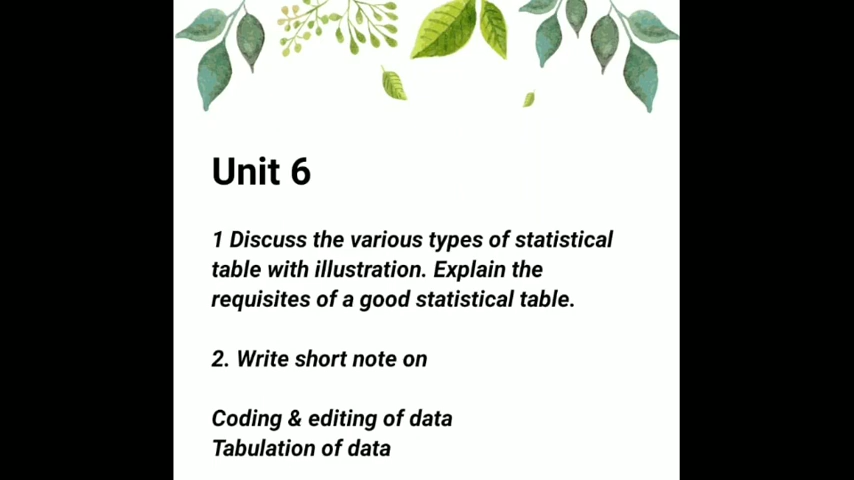 Unit 6
1 Discuss the various types of statistical
table with illustration. Explain the
requisites of a good statistical table.
2. Write short note on
Coding & editing of data
Tabulation of data